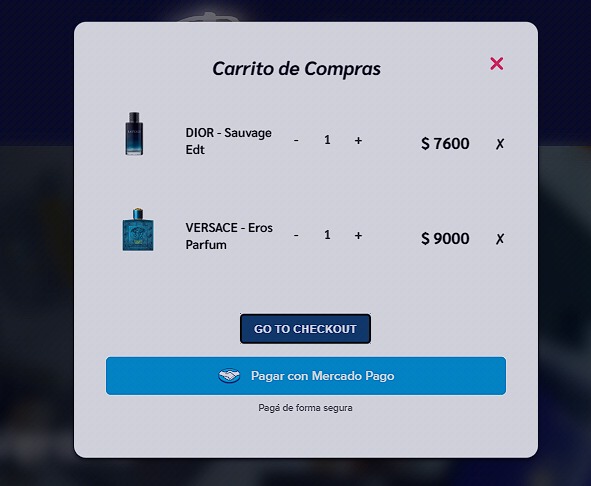 Carrito de Compras
DIOR - Sauvage
Edt
- 1 +
$ 7600
VERSACE - Eros
Parfum
- 1 +
$ 9000
GO TO CHECKOUT
Pagar con Mercado Pago
Pagá de forma segura